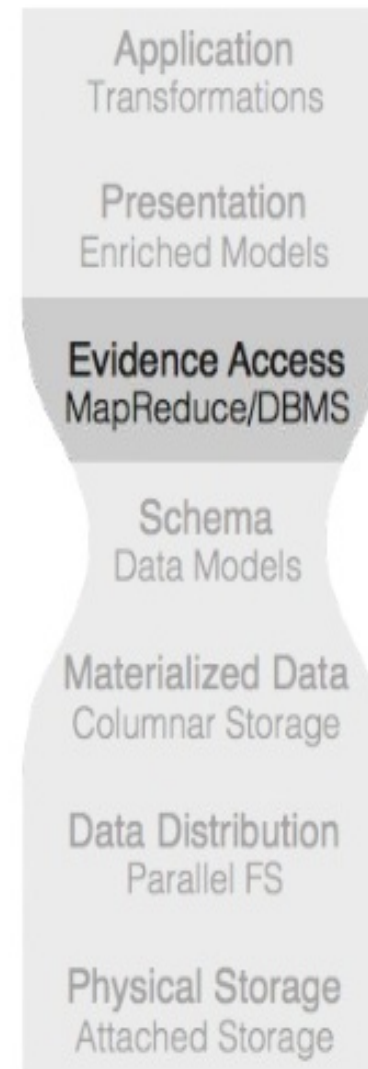 Application
Transformations
Presentation
Enriched Models
Evidence Access
MapReduce/DBMS
Schema
Data Models
Materialized Data
Columnar Storage
Data Distribution
Parallel FS
Physical Storage
Attached Storage